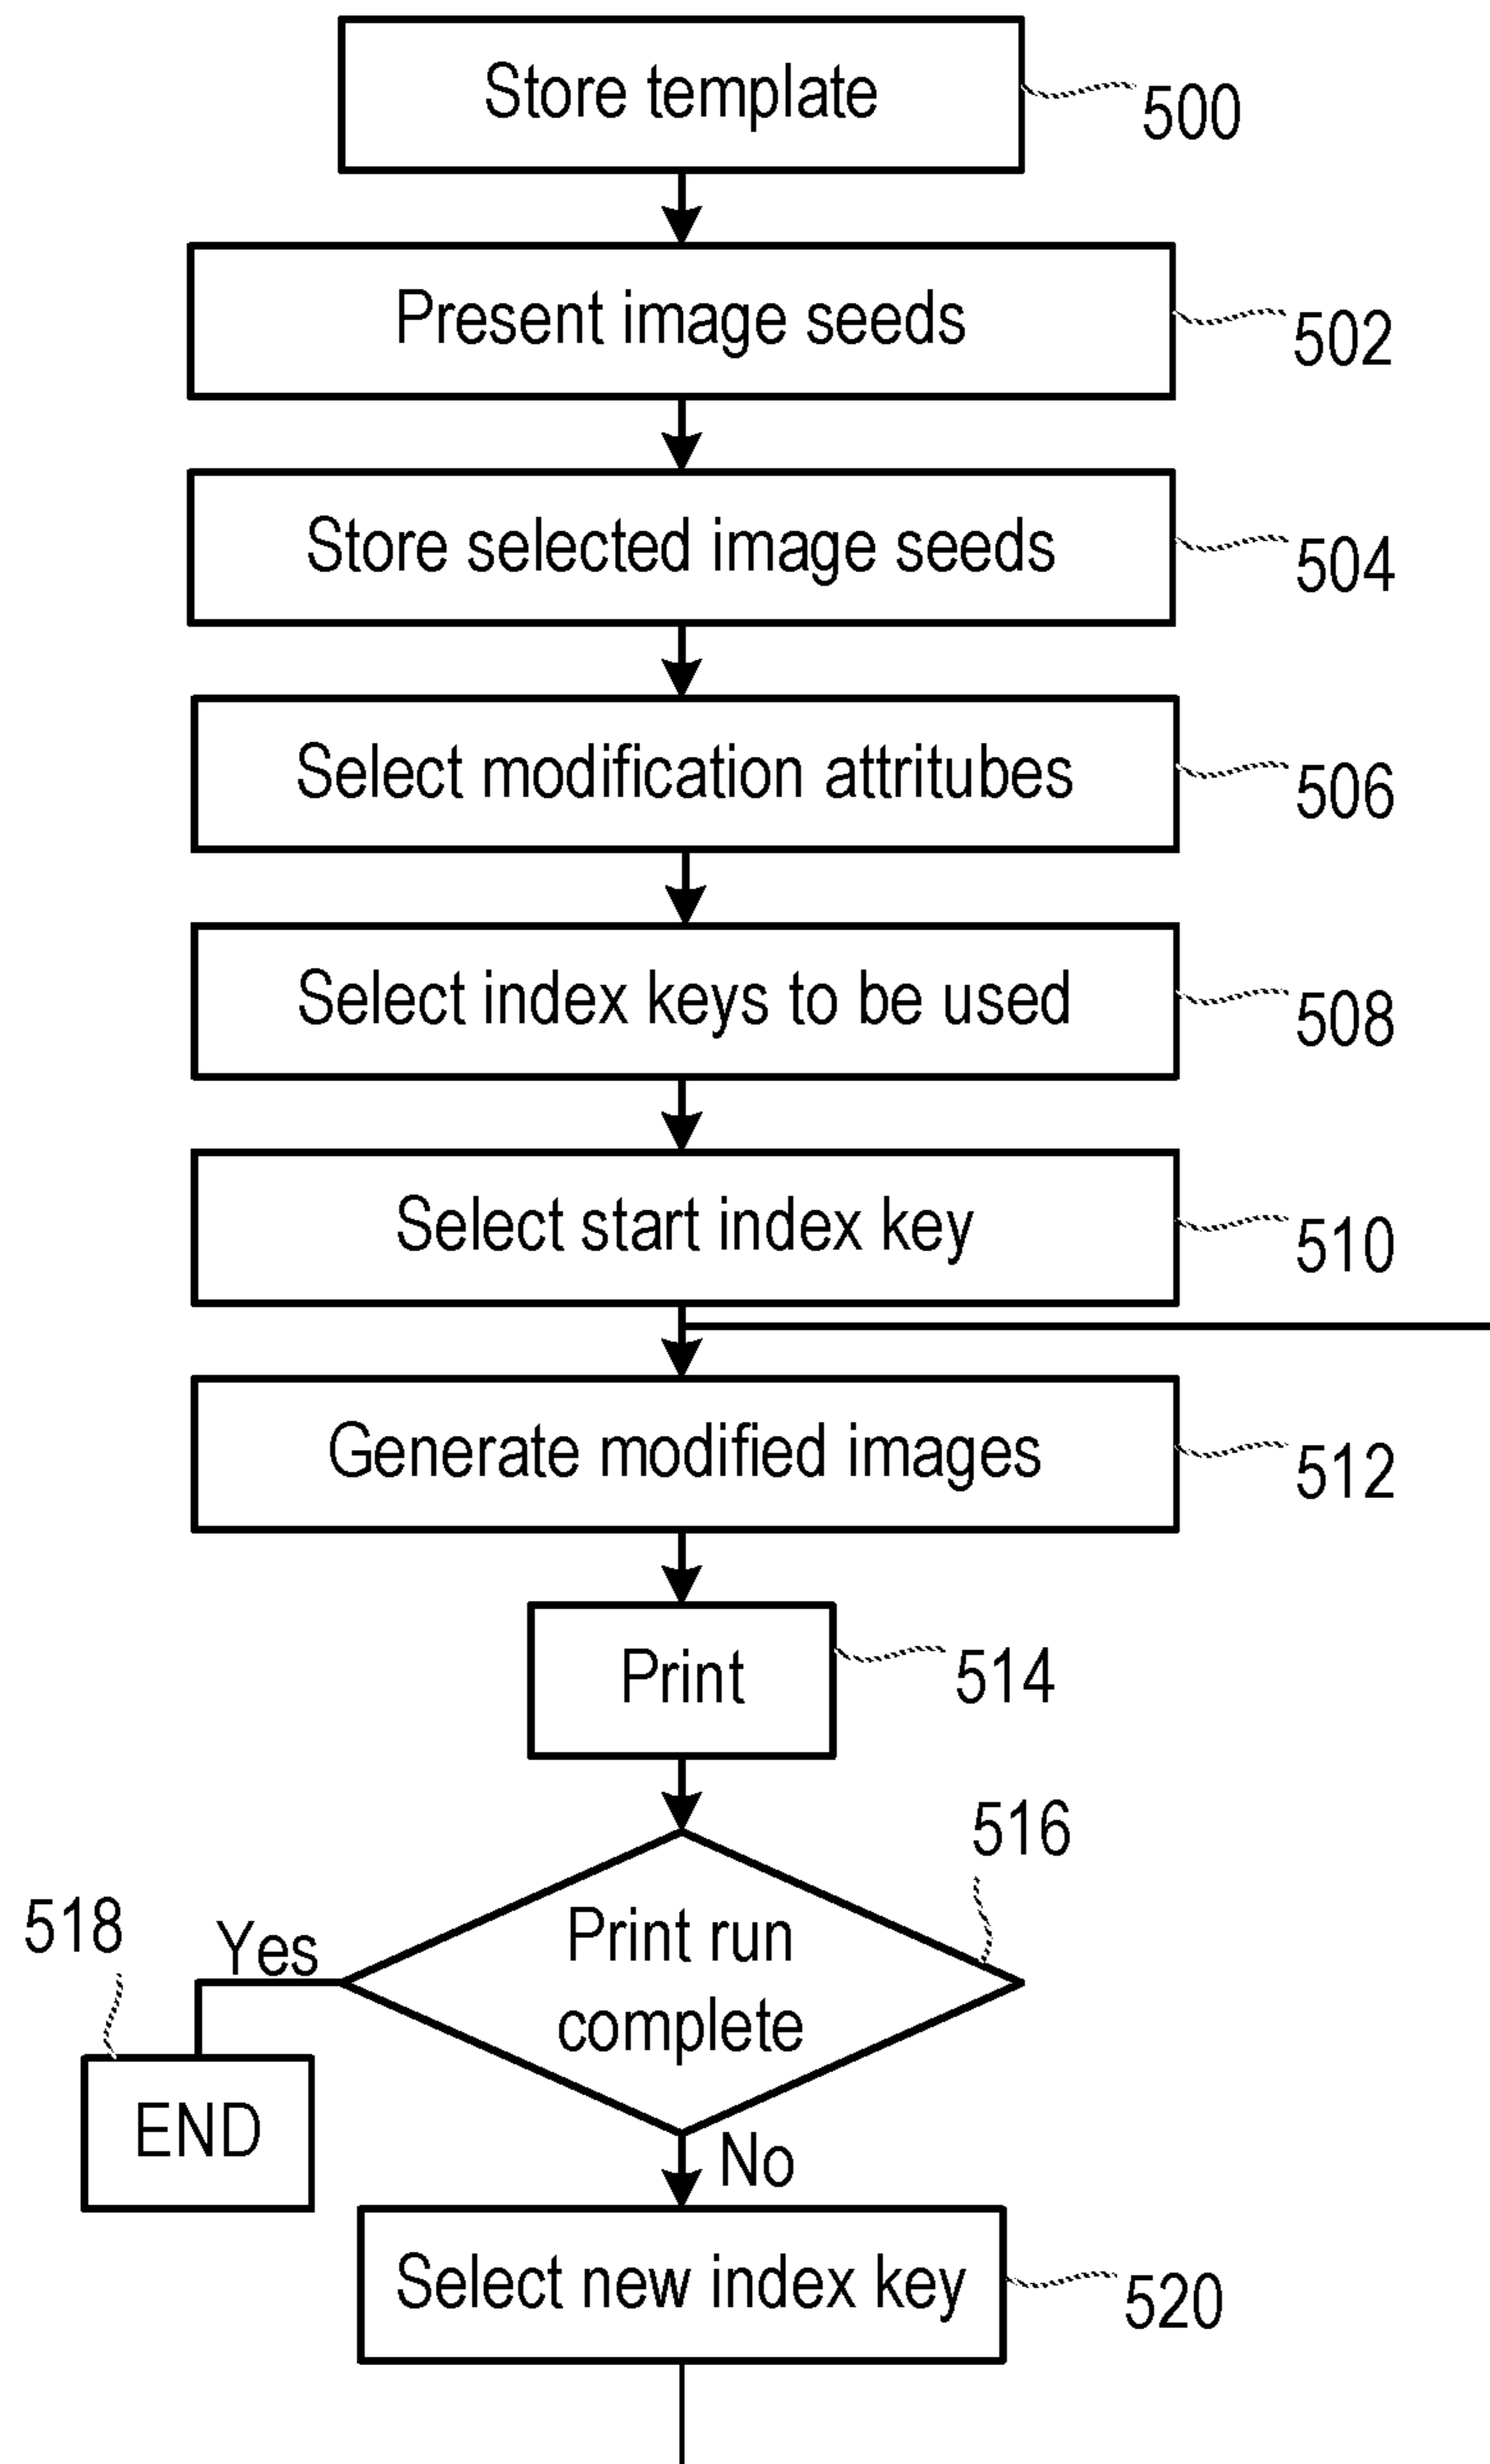 Store template
500
Present image seeds
502
Store selected image seeds
504
Select modification attritubes
506
Select index keys to be used
508
Select start index key
510
Generate modified images
512
Print
514
516
Print run
complete
518
Yes
END
No
Select new index key
520